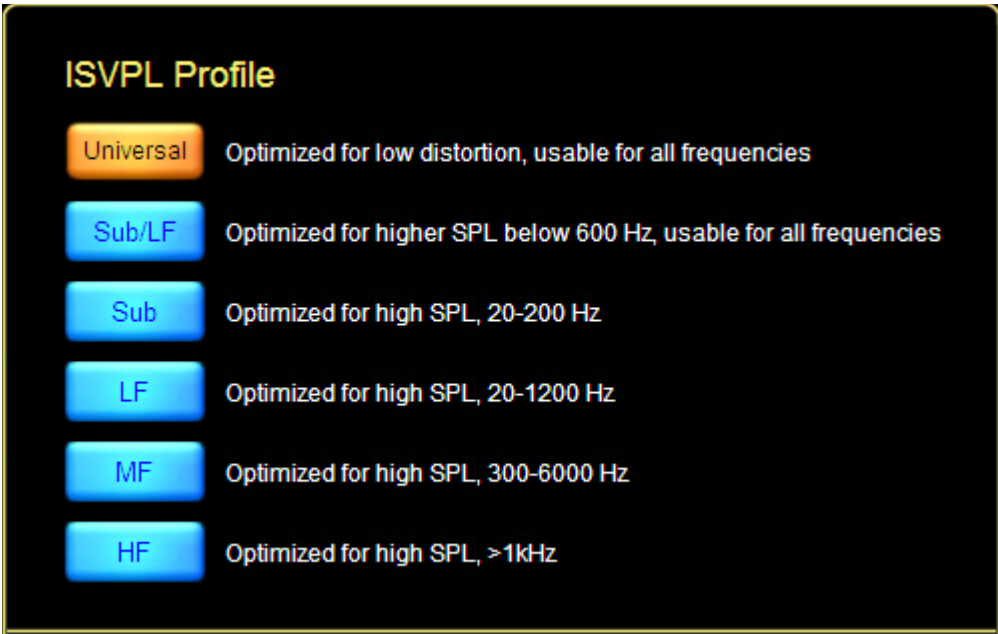 ISVPL Profile
Universal Optimized for low distortion, usable for all frequencies
Sub/LF Optimized for higher SPL below 600 Hz, usable for all frequencies
Sub Optimized for high SPL, 20-200 Hz
LF Optimized for high SPL, 20-1200 Hz
MF Optimized for high SPL, 300-6000 Hz
HF Optimized for high SPL, >1kHz